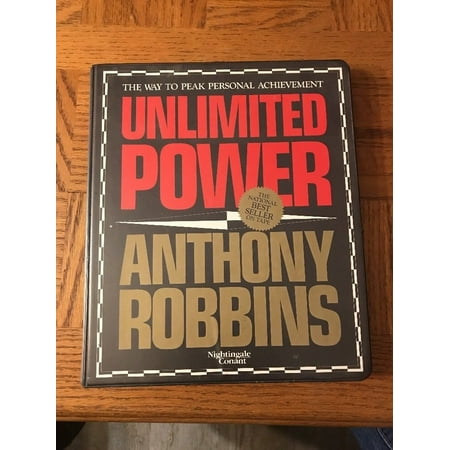 THE WAY TO PEAK PERSONAL ACHIEVEMENT
UNLIMITED
POWER
THE
NATIONAL
BEST
SELLER
ON TAPE
ANTHONY
ROBBINS
Nightingale
Conant